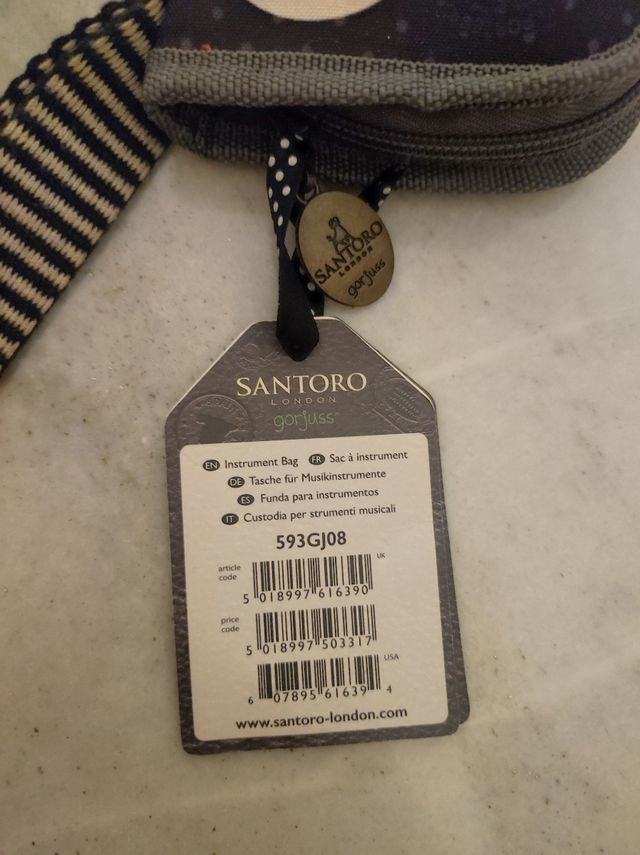 SANTORO
LONDON
gorjuss
SANTORO
LONDON
gorjuss™
EN Instrument Bag FR Sac à instrument
DE Tasche für Musikinstrumente
ES Funda para instrumentos
IT Custodia per strumenti musicali
593GJ08
article code
UK
5 018997 616390
price code
5 018997 503317
USA
6 07895 61639 4
www.santoro-london.com